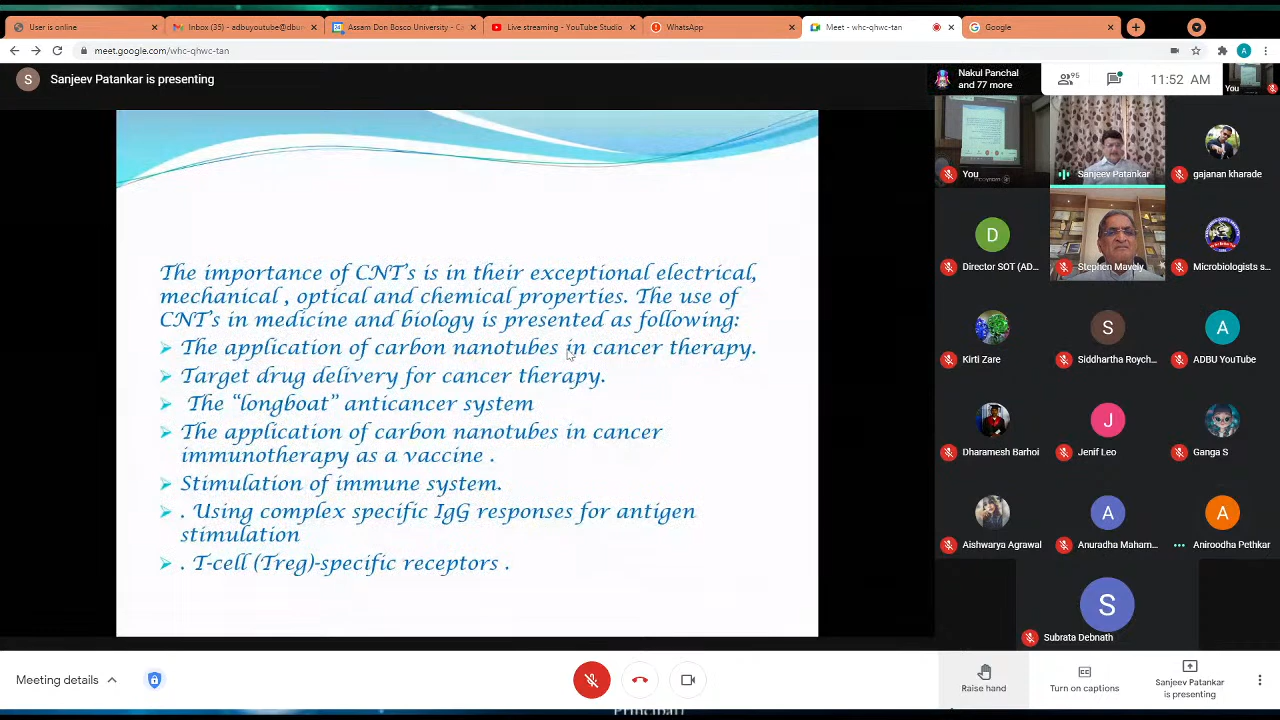 User is online
Inbox (35) - adbuyoutube@dbu
Assam Don Bosco University - Ca
Live streaming - YouTube Studio
WhatsApp
Meet - whc-qhwc-tan
Google
meet.google.com/whc-qhwc-tan
A
S
Sanjeev Patankar is presenting
Nakul Panchal
and 77 more
95
11:52 AM
You
The importance of CNT's is in their exceptional electrical,
mechanical , optical and chemical properties. The use of
CNT's in medicine and biology is presented as following:
The application of carbon nanotubes in cancer therapy.
Target drug delivery for cancer therapy.
The "longboat" anticancer system
The application of carbon nanotubes in cancer
immunotherapy as a vaccine .
Stimulation of immune system.
. Using complex specific IgG responses for antigen
stimulation
. T-cell (Treg)-specific receptors .
You
Sanjeev Patankar
gajanan kharade
D
Director SOT (AD...
Stephen Mavely
Microbiologists s...
Kirti Zare
S
Siddhartha Roych...
A
ADBU YouTube
Dharamesh Barhoi
J
Jenif Leo
Ganga S
Aishwarya Agrawal
A
Anuradha Maham...
A
Aniroodha Pethkar
S
Subrata Debnath
Meeting details
Raise hand
Turn on captions
Sanjeev Patankar
is presenting